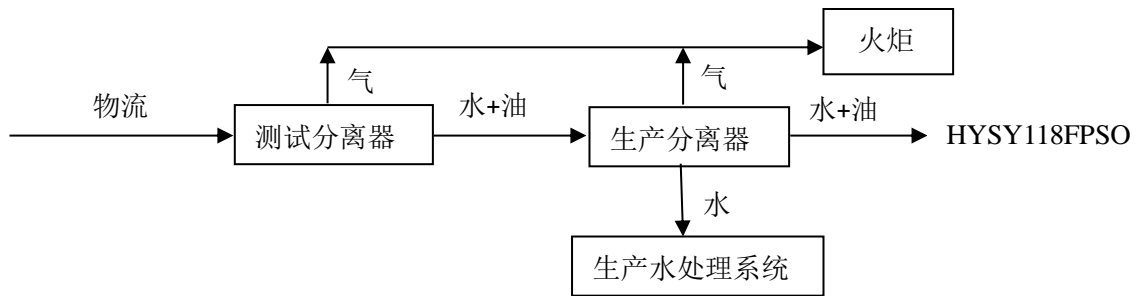 火炬
气
气
物流
水+油
水+油
测试分离器
生产分离器
HYSY118FPSO
水
生产水处理系统